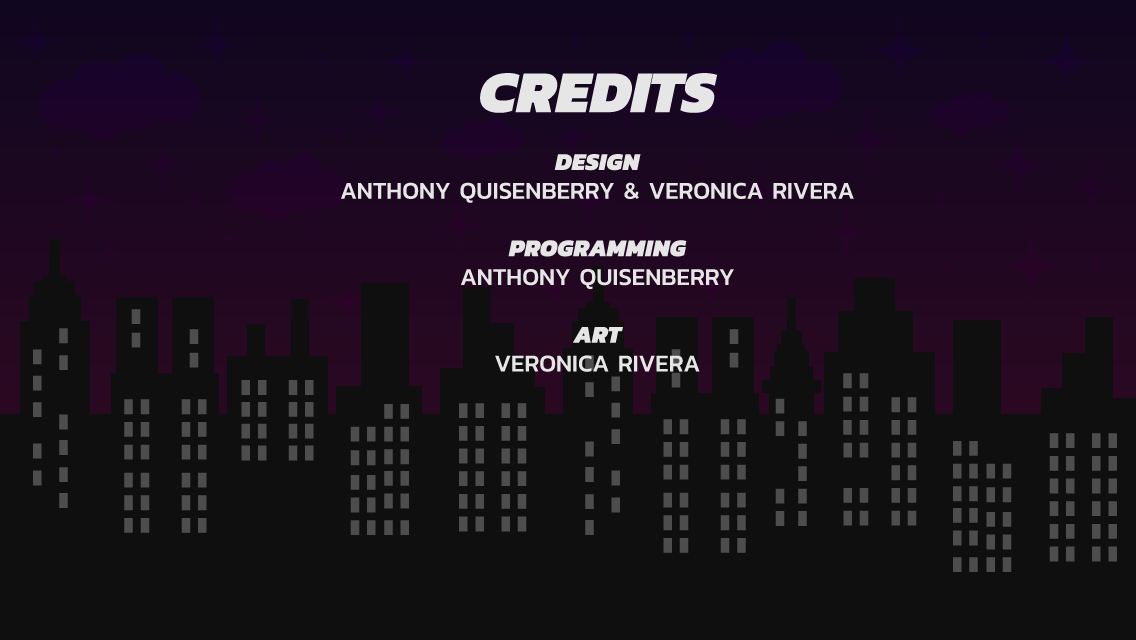 CREDITS
DESIGN
ANTHONY QUISENBERRY & VERONICA RIVERA
PROGRAMMING
ANTHONY QUISENBERRY
ART
VERONICA RIVERA